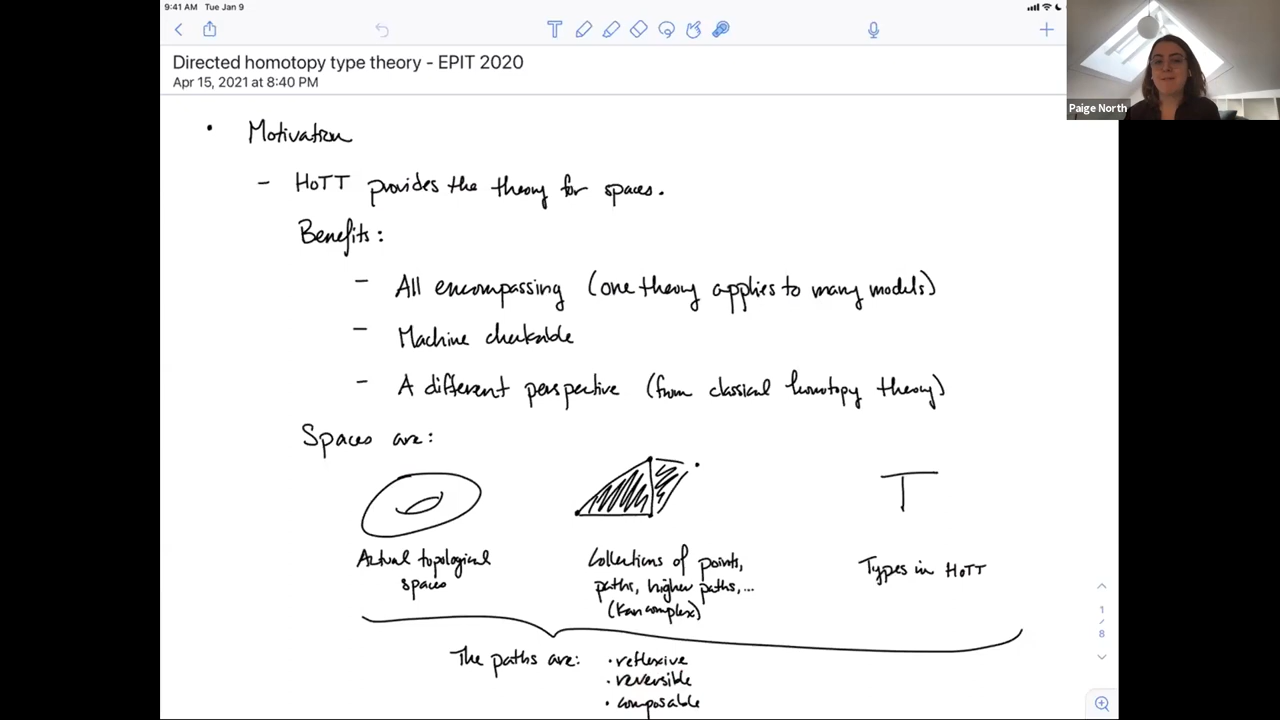 9:41 AM Tue Jan 9
Directed homotopy type theory - EPIT 2020
Apr 15, 2021 at 8:40 PM
Paige North
• Motivation
- HoTT provides the theory for spaces.
Benefits:
- All encompassing (one theory applies to many models)
- Machine checkable
- A different perspective (from classical homotopy theory)
Spaces are:
T
Actual topological
spaces
Collections of points,
paths, higher paths,...
(Kan complex)
Types in HoTT
The paths are: • reflexive
• reversible
• composable
1
/
8